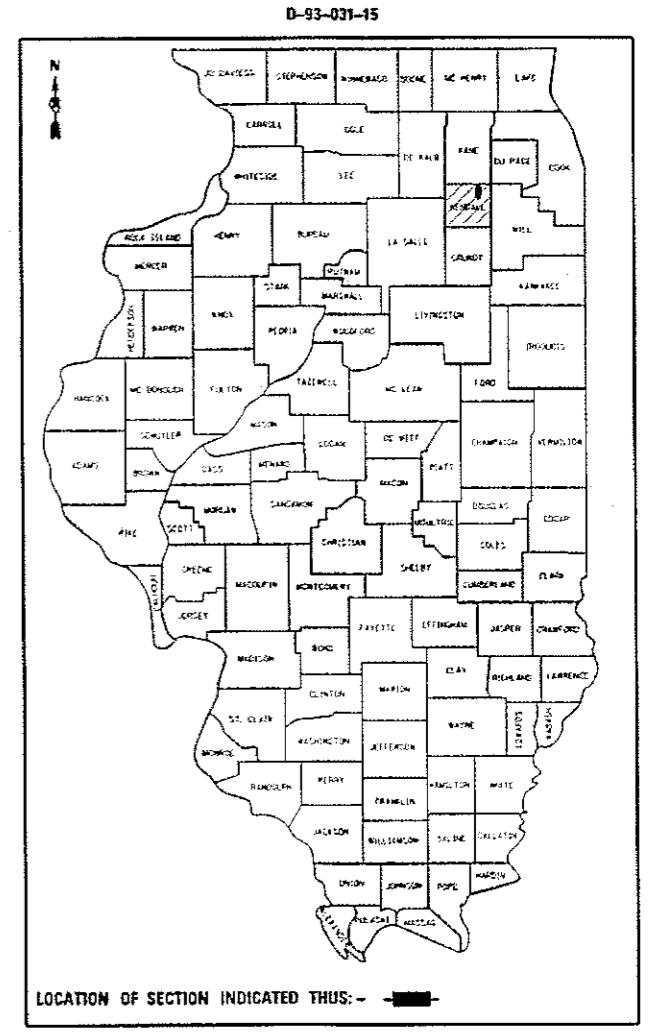 D-93-031-15
N
JO DAVIESS STEPHENSON WINNEBAGO BOONE MC HENRY LAKE
CARROLL OGLE KANE
DE KALB DU PAGE COOK
WHITESIDE LEE
KENDALL
ROCK ISLAND HENRY BUREAU LA SALLE WILL
MERCER PUTNAM GRUNDY
STARK MARSHALL KANKAKEE
HENDERSON WARREN KNOX PEORIA WOODFORD LIVINGSTON
IROQUOIS
HANCOCK MC DONOUGH FULTON TAZEWELL MC LEAN FORD
MASON
SCHUYLER LOGAN DE WITT CHAMPAIGN VERMILION
ADAMS BROWN CASS MENARD PIATT
MACON
MORGAN SANGAMON DOUGLAS
PIKE SCOTT MOULTRIE EDGAR
CHRISTIAN COLES
GREENE SHELBY CLARK
CALHOUN MACOUPIN MONTGOMERY CUMBERLAND
JERSEY FAYETTE EFFINGHAM JASPER CRAWFORD
MADISON BOND
CLAY RICHLAND LAWRENCE
CLINTON MARION
ST. CLAIR WAYNE EDWARDS WABASH
WASHINGTON JEFFERSON
MONROE
RANDOLPH PERRY HAMILTON WHITE
FRANKLIN
JACKSON WILLIAMSON SALINE GALLATIN
UNION JOHNSON POPE HARDIN
ALEXANDER PULASKI MASSAC
LOCATION OF SECTION INDICATED THUS: -